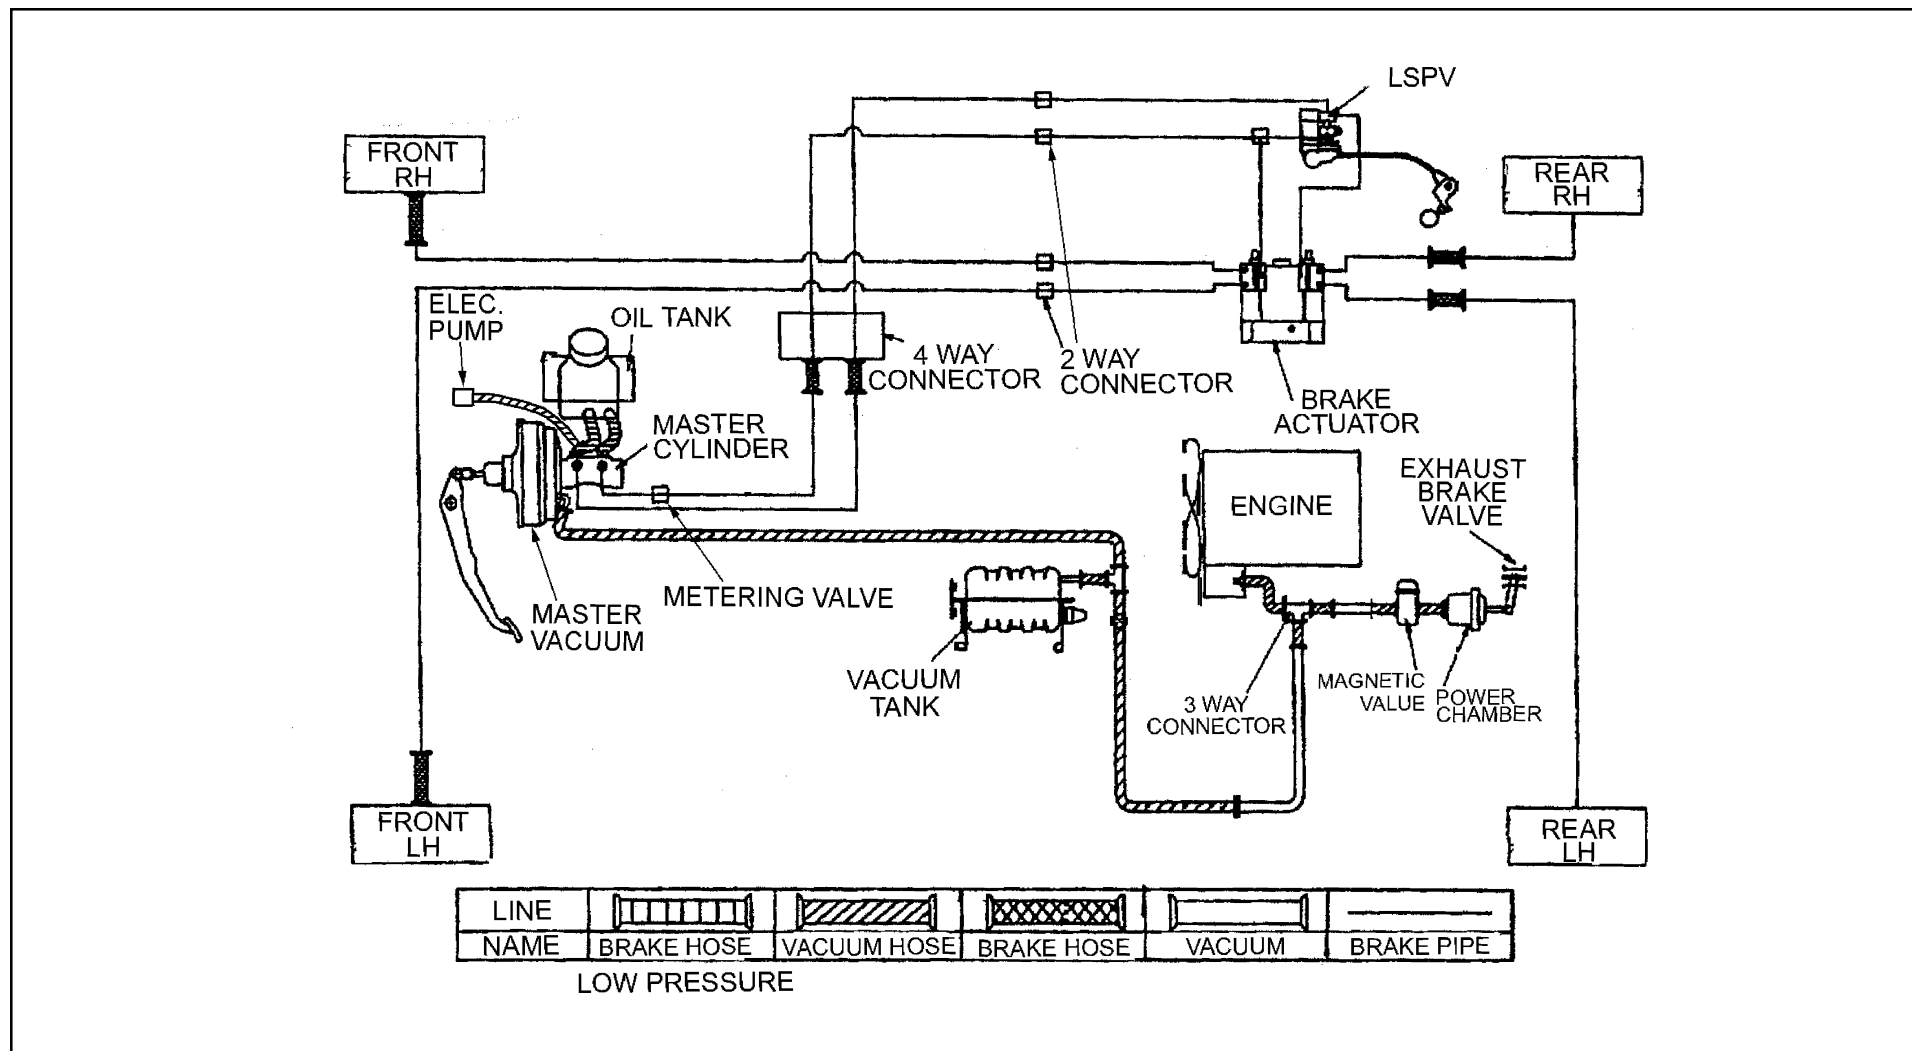 LSPV
FRONT
RH
REAR
RH
ELEC.
PUMP
OIL TANK
4 WAY
CONNECTOR
2 WAY
CONNECTOR
BRAKE
ACTUATOR
MASTER
CYLINDER
ENGINE
EXHAUST
BRAKE
VALVE
METERING VALVE
MASTER
VACUUM
VACUUM
TANK
3 WAY
CONNECTOR
MAGNETIC
VALUE
POWER
CHAMBER
FRONT
LH
REAR
LH
LINE
NAME BRAKE HOSE VACUUM HOSE BRAKE HOSE VACUUM BRAKE PIPE
LOW PRESSURE